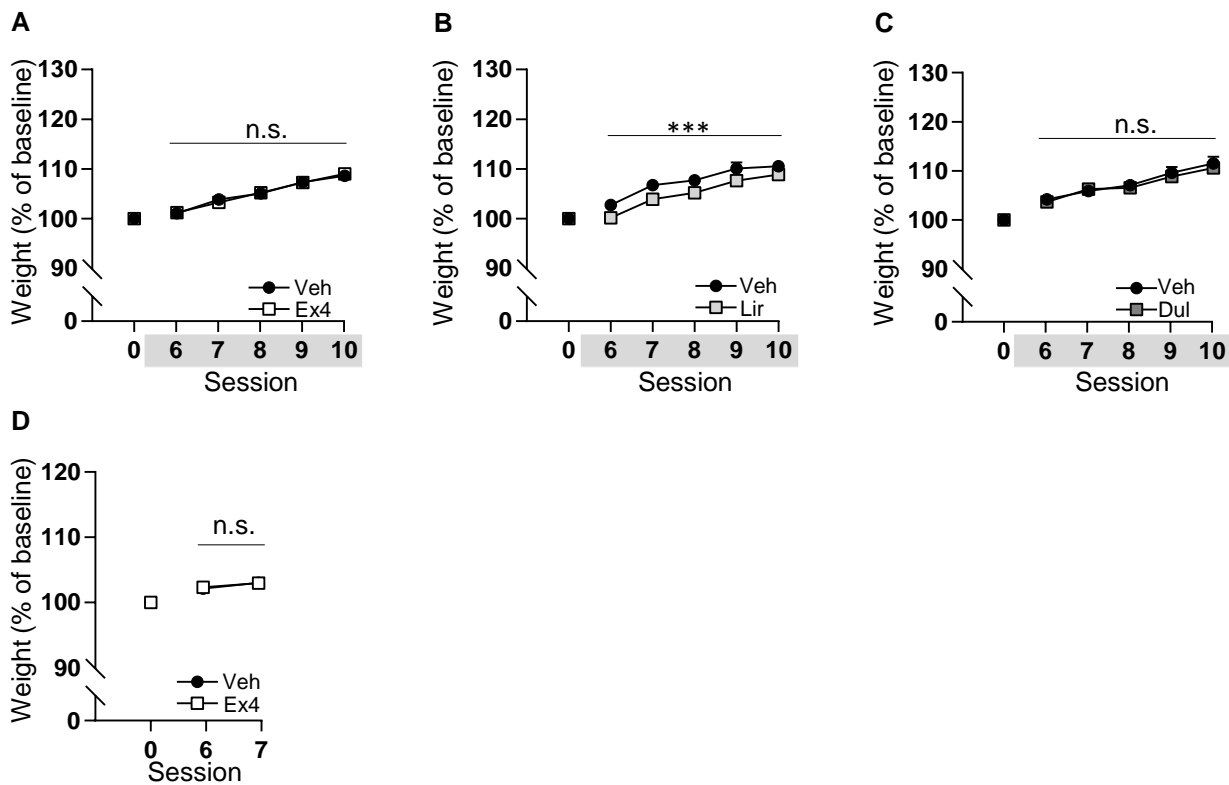 A
Weight (% of baseline)
130
120
110
100
90
0
n.s.
Veh
Ex4
0 6 7 8 9 10
Session
B
Weight (% of baseline)
130
120
110
100
90
0
***
Veh
Lir
0 6 7 8 9 10
Session
C
Weight (% of baseline)
130
120
110
100
90
0
n.s.
Veh
Dul
0 6 7 8 9 10
Session
D
Weight (% of baseline)
120
110
100
90
0
n.s.
Veh
Ex4
0 6 7
Session